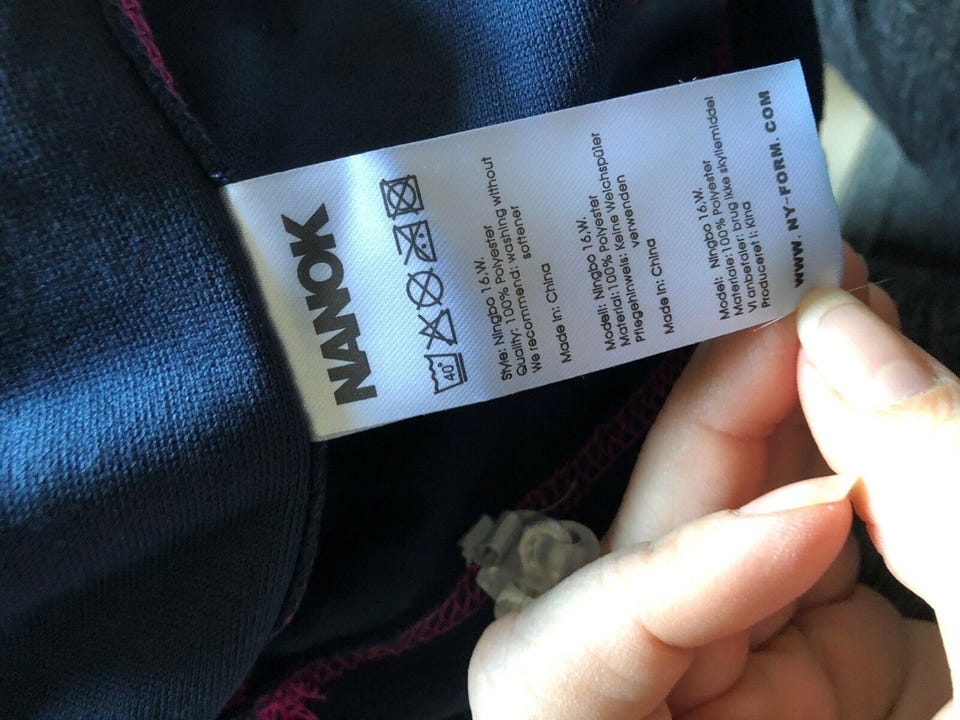 NANOK
40°
Style: Ningbo 16.W.
Quality: 100% Polyester
We recommend: washing without
softener
Made in: China
Modell: Ningbo 16.W.
Material:100% Polyester
Pflegehinweis: Keine Weichspüler
verwenden
Made in: China
Model: Ningbo 16.W.
Materiale:100% Polyester
Vi anbefaler: brug ikke skyllemiddel
Produceret i: Kina
WWW. NY-FORM. COM